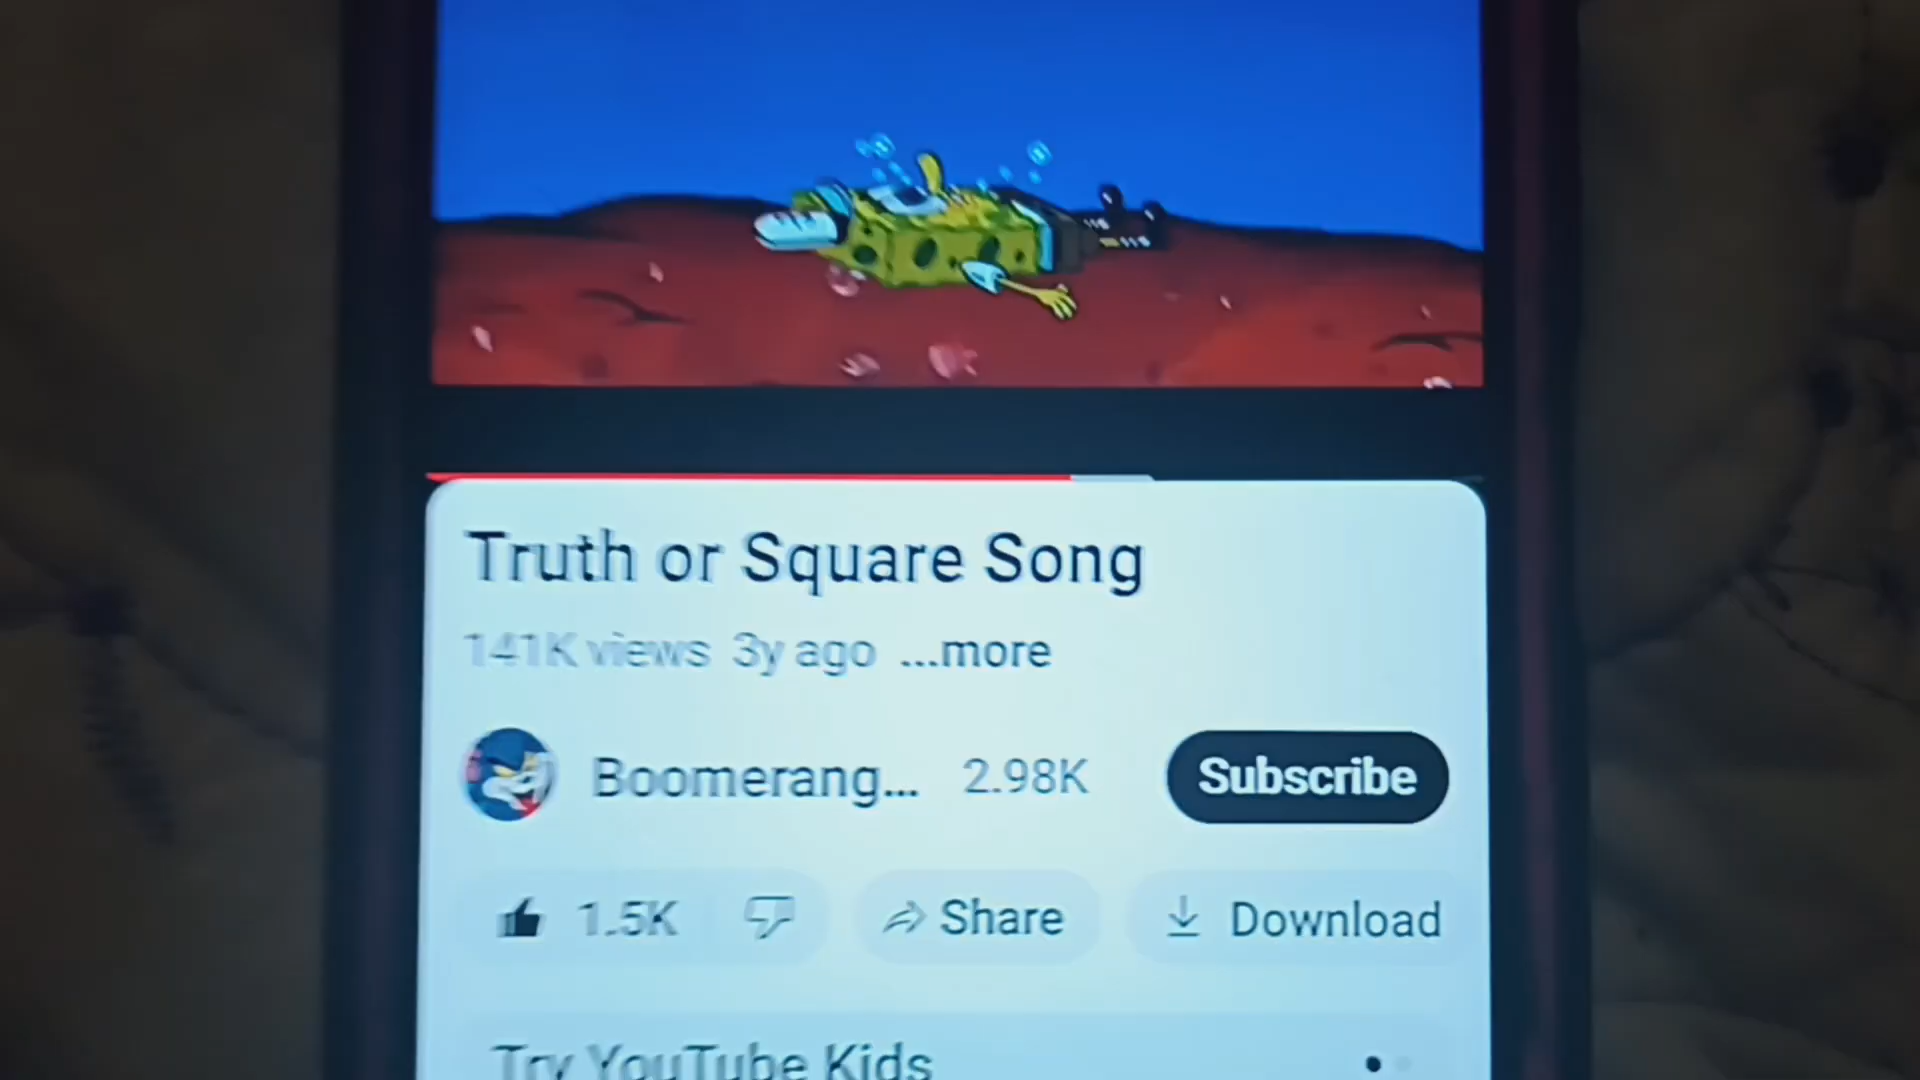 Truth or Square Song
141K views 3y ago ...more
Boomerang... 2.98K Subscribe
1.5K Share Download
Try YouTube Kids